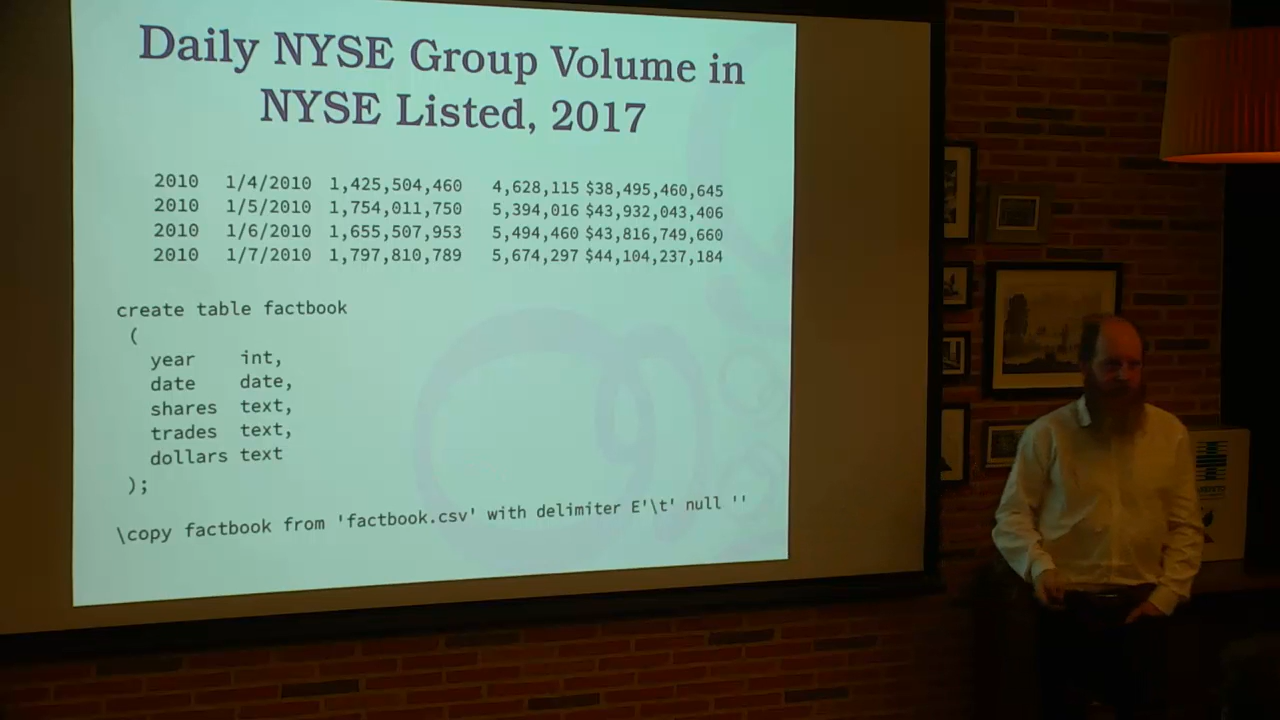 Daily NYSE Group Volume in
NYSE Listed, 2017
2010 1/4/2010 1,425,504,460 4,628,115 $38,495,460,645
2010 1/5/2010 1,754,011,750 5,394,016 $43,932,043,406
2010 1/6/2010 1,655,507,953 5,494,460 $43,816,749,660
2010 1/7/2010 1,797,810,789 5,674,297 $44,104,237,184
create table factbook
(
year int,
date date,
shares text,
trades text,
dollars text
);
\copy factbook from 'factbook.csv' with delimiter E'\t' null ''